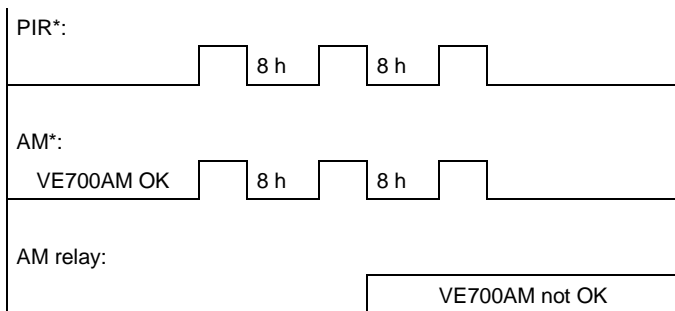 PIR*:
8 h 8 h
AM*:
VE700AM OK 8 h 8 h
AM relay:
VE700AM not OK